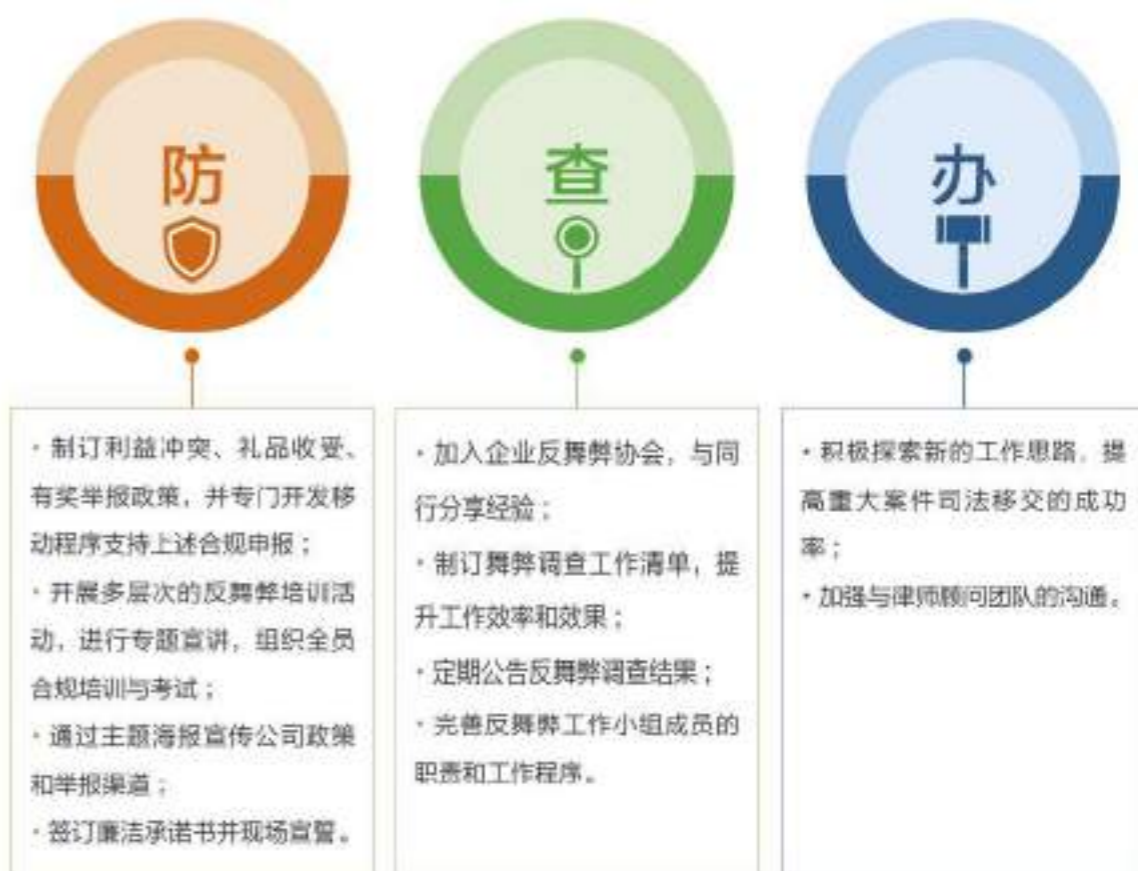 防
· 制订利益冲突、礼品收受、
有奖举报政策，并专门开发移
动程序支持上述合规申报；
· 开展多层次的反舞弊培训活
动，进行专题宣讲，组织全员
合规培训与考试；
· 通过主题海报宣传公司政策
和举报渠道；
· 签订廉洁承诺书并现场宣誓。
查
· 加入企业反舞弊协会，与同
行分享经验；
· 制订舞弊调查工作清单，提
升工作效率和效果；
· 定期公告反舞弊调查结果；
· 完善反舞弊工作小组成员的
职责和工作程序。
办
· 积极探索新的工作思路，提
高重大案件司法移交的成功
率；
· 加强与律师顾问团队的沟通。